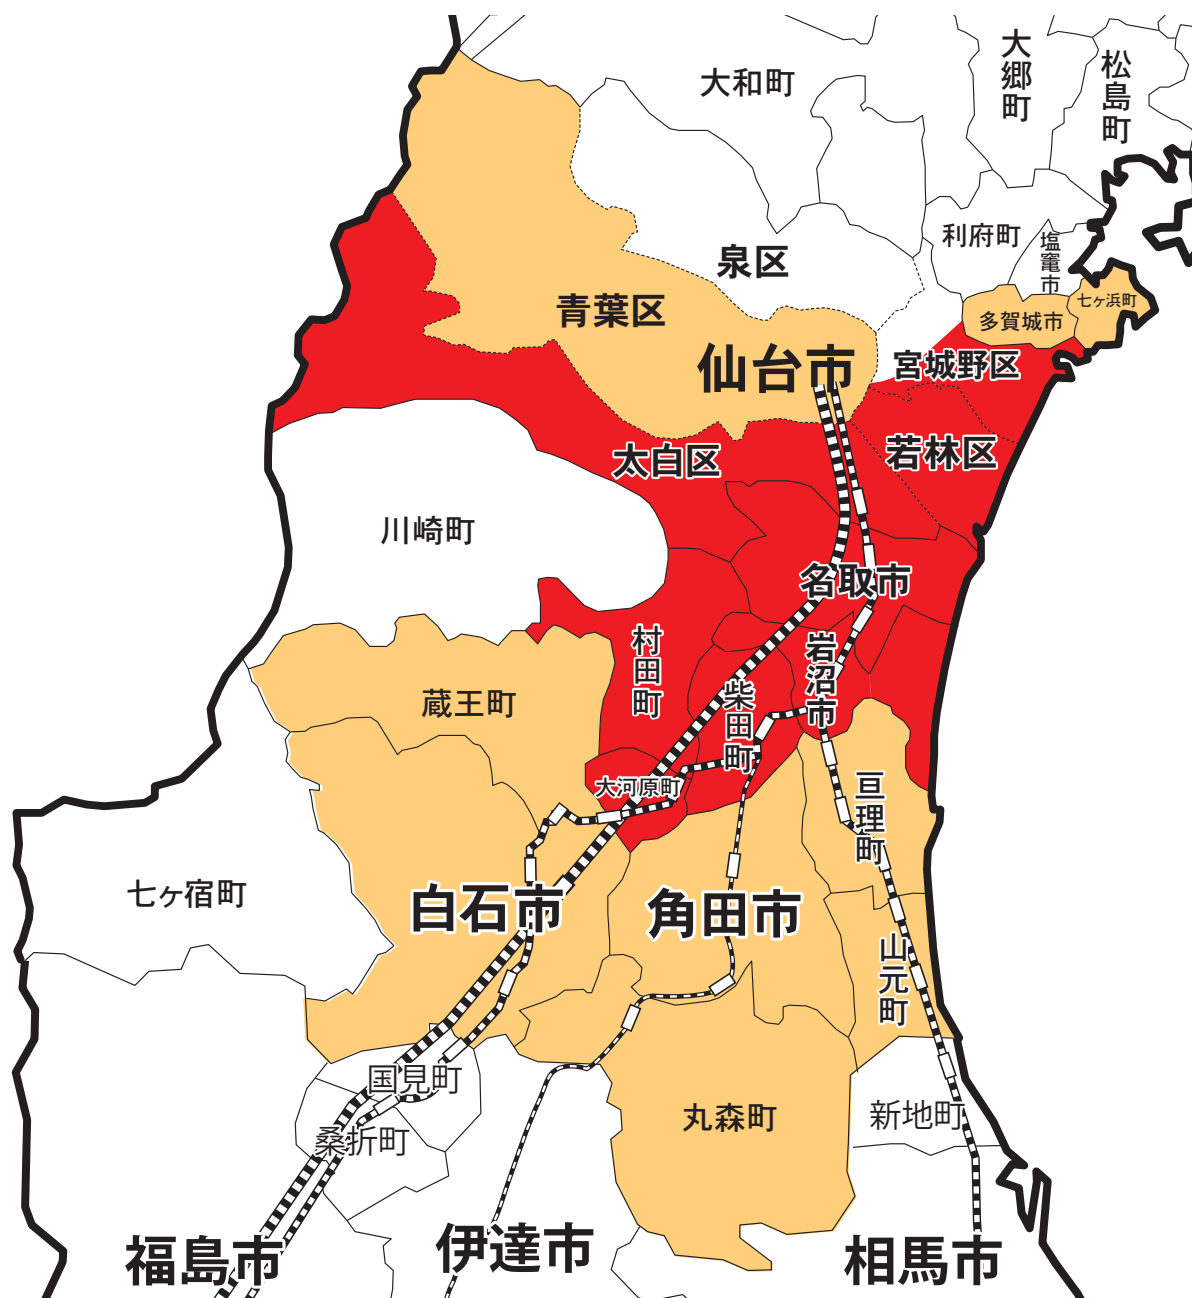 大和町
大郷町
松島町
利府町
塩竈市
泉区
青葉区
多賀城市
七ヶ浜町
仙台市
宮城野区
太白区
若林区
川崎町
名取市
村田町
岩沼市
柴田町
蔵王町
大河原町
亘理町
七ヶ宿町
白石市
角田市
山元町
国見町
桑折町
丸森町
新地町
福島市
伊達市
相馬市